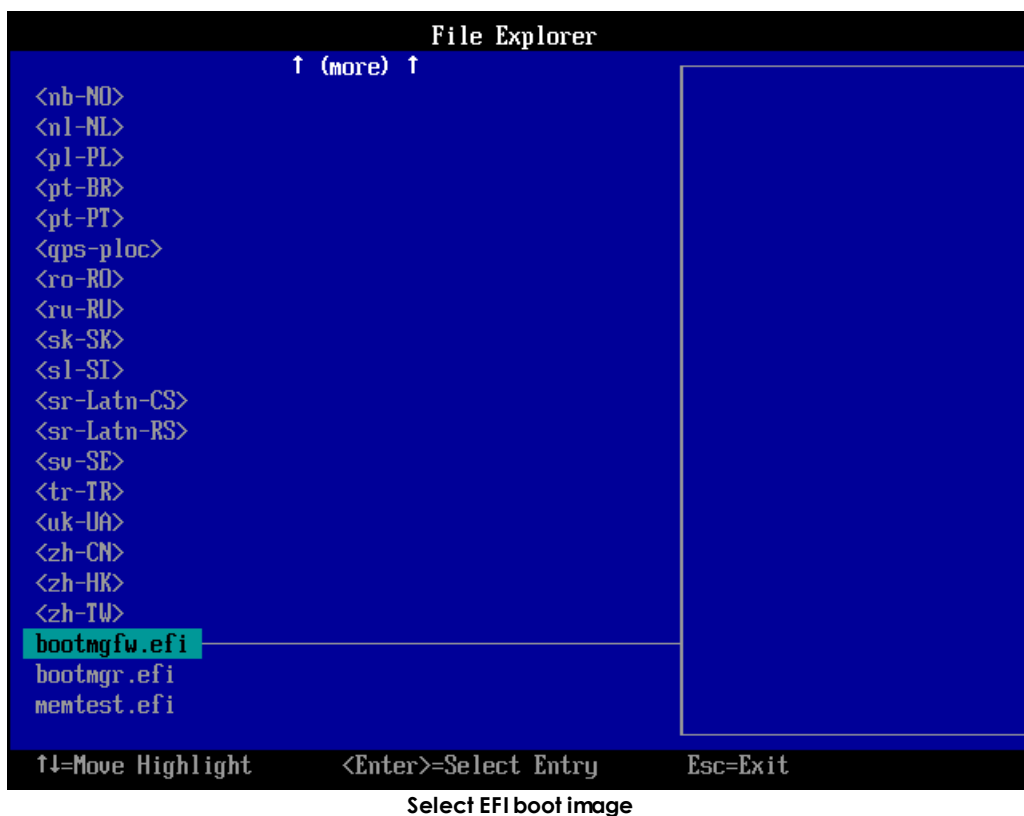 File Explorer
↑ (more) ↑
<nb-NO>
<nl-NL>
<pl-PL>
<pt-BR>
<pt-PT>
<qps-ploc>
<ro-RO>
<ru-RU>
<sk-SK>
<sl-SI>
<sr-Latn-CS>
<sr-Latn-RS>
<sv-SE>
<tr-TR>
<uk-UA>
<zh-CN>
<zh-HK>
<zh-TW>
bootmgfw.efi
bootmgr.efi
memtest.efi
↑↓=Move Highlight <Enter>=Select Entry Esc=Exit
Select EFI boot image